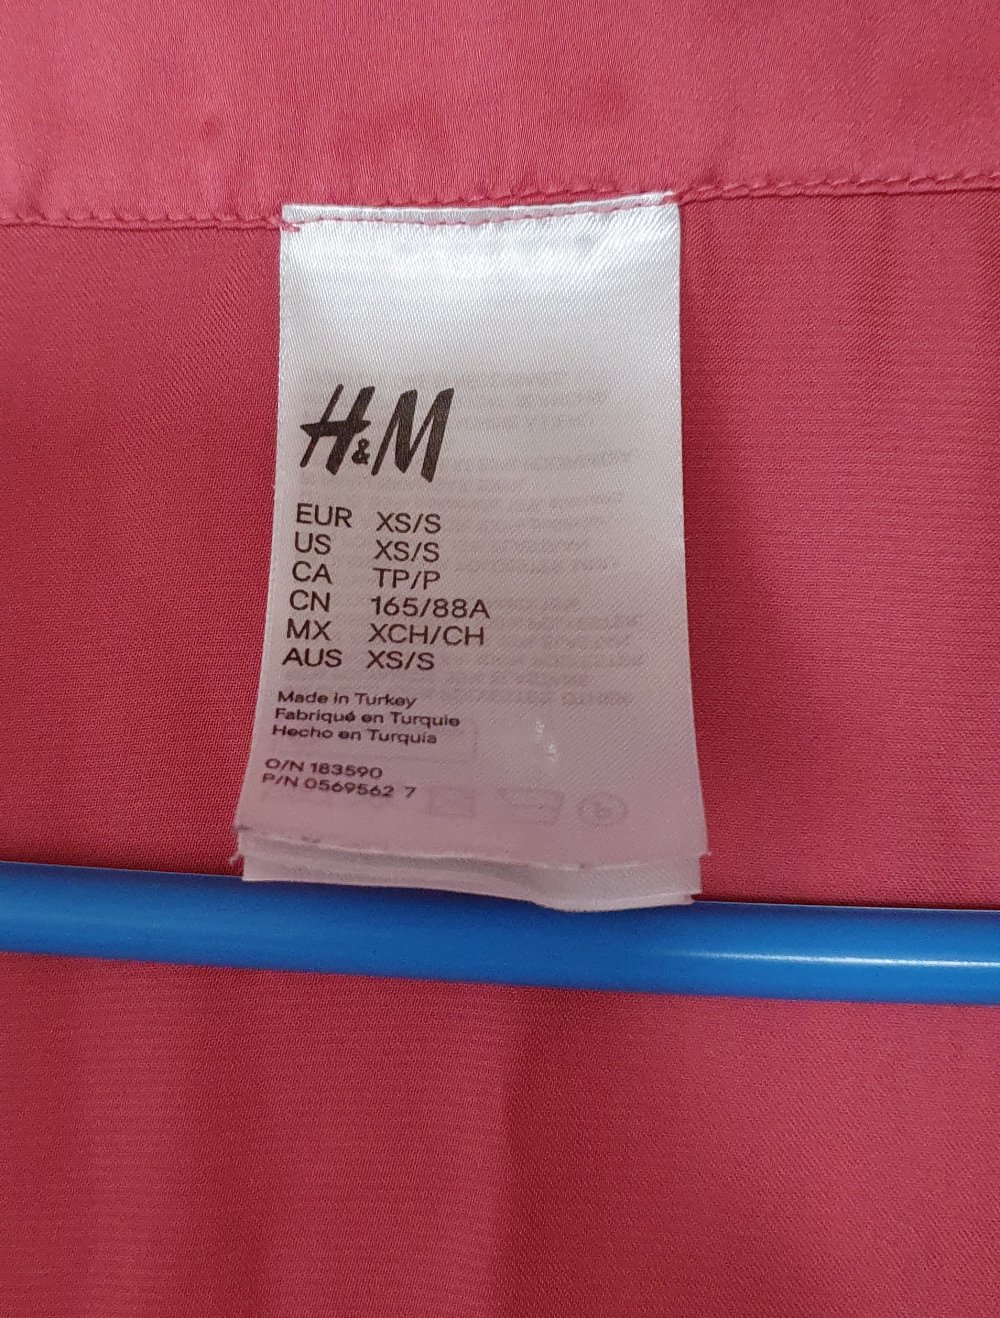 H&M
EUR XS/S
US XS/S
CA TP/P
CN 165/88A
MX XCH/CH
AUS XS/S
Made in Turkey
Fabriqué en Turquie
Hecho en Turquía
O/N 183590
P/N 0569562 7